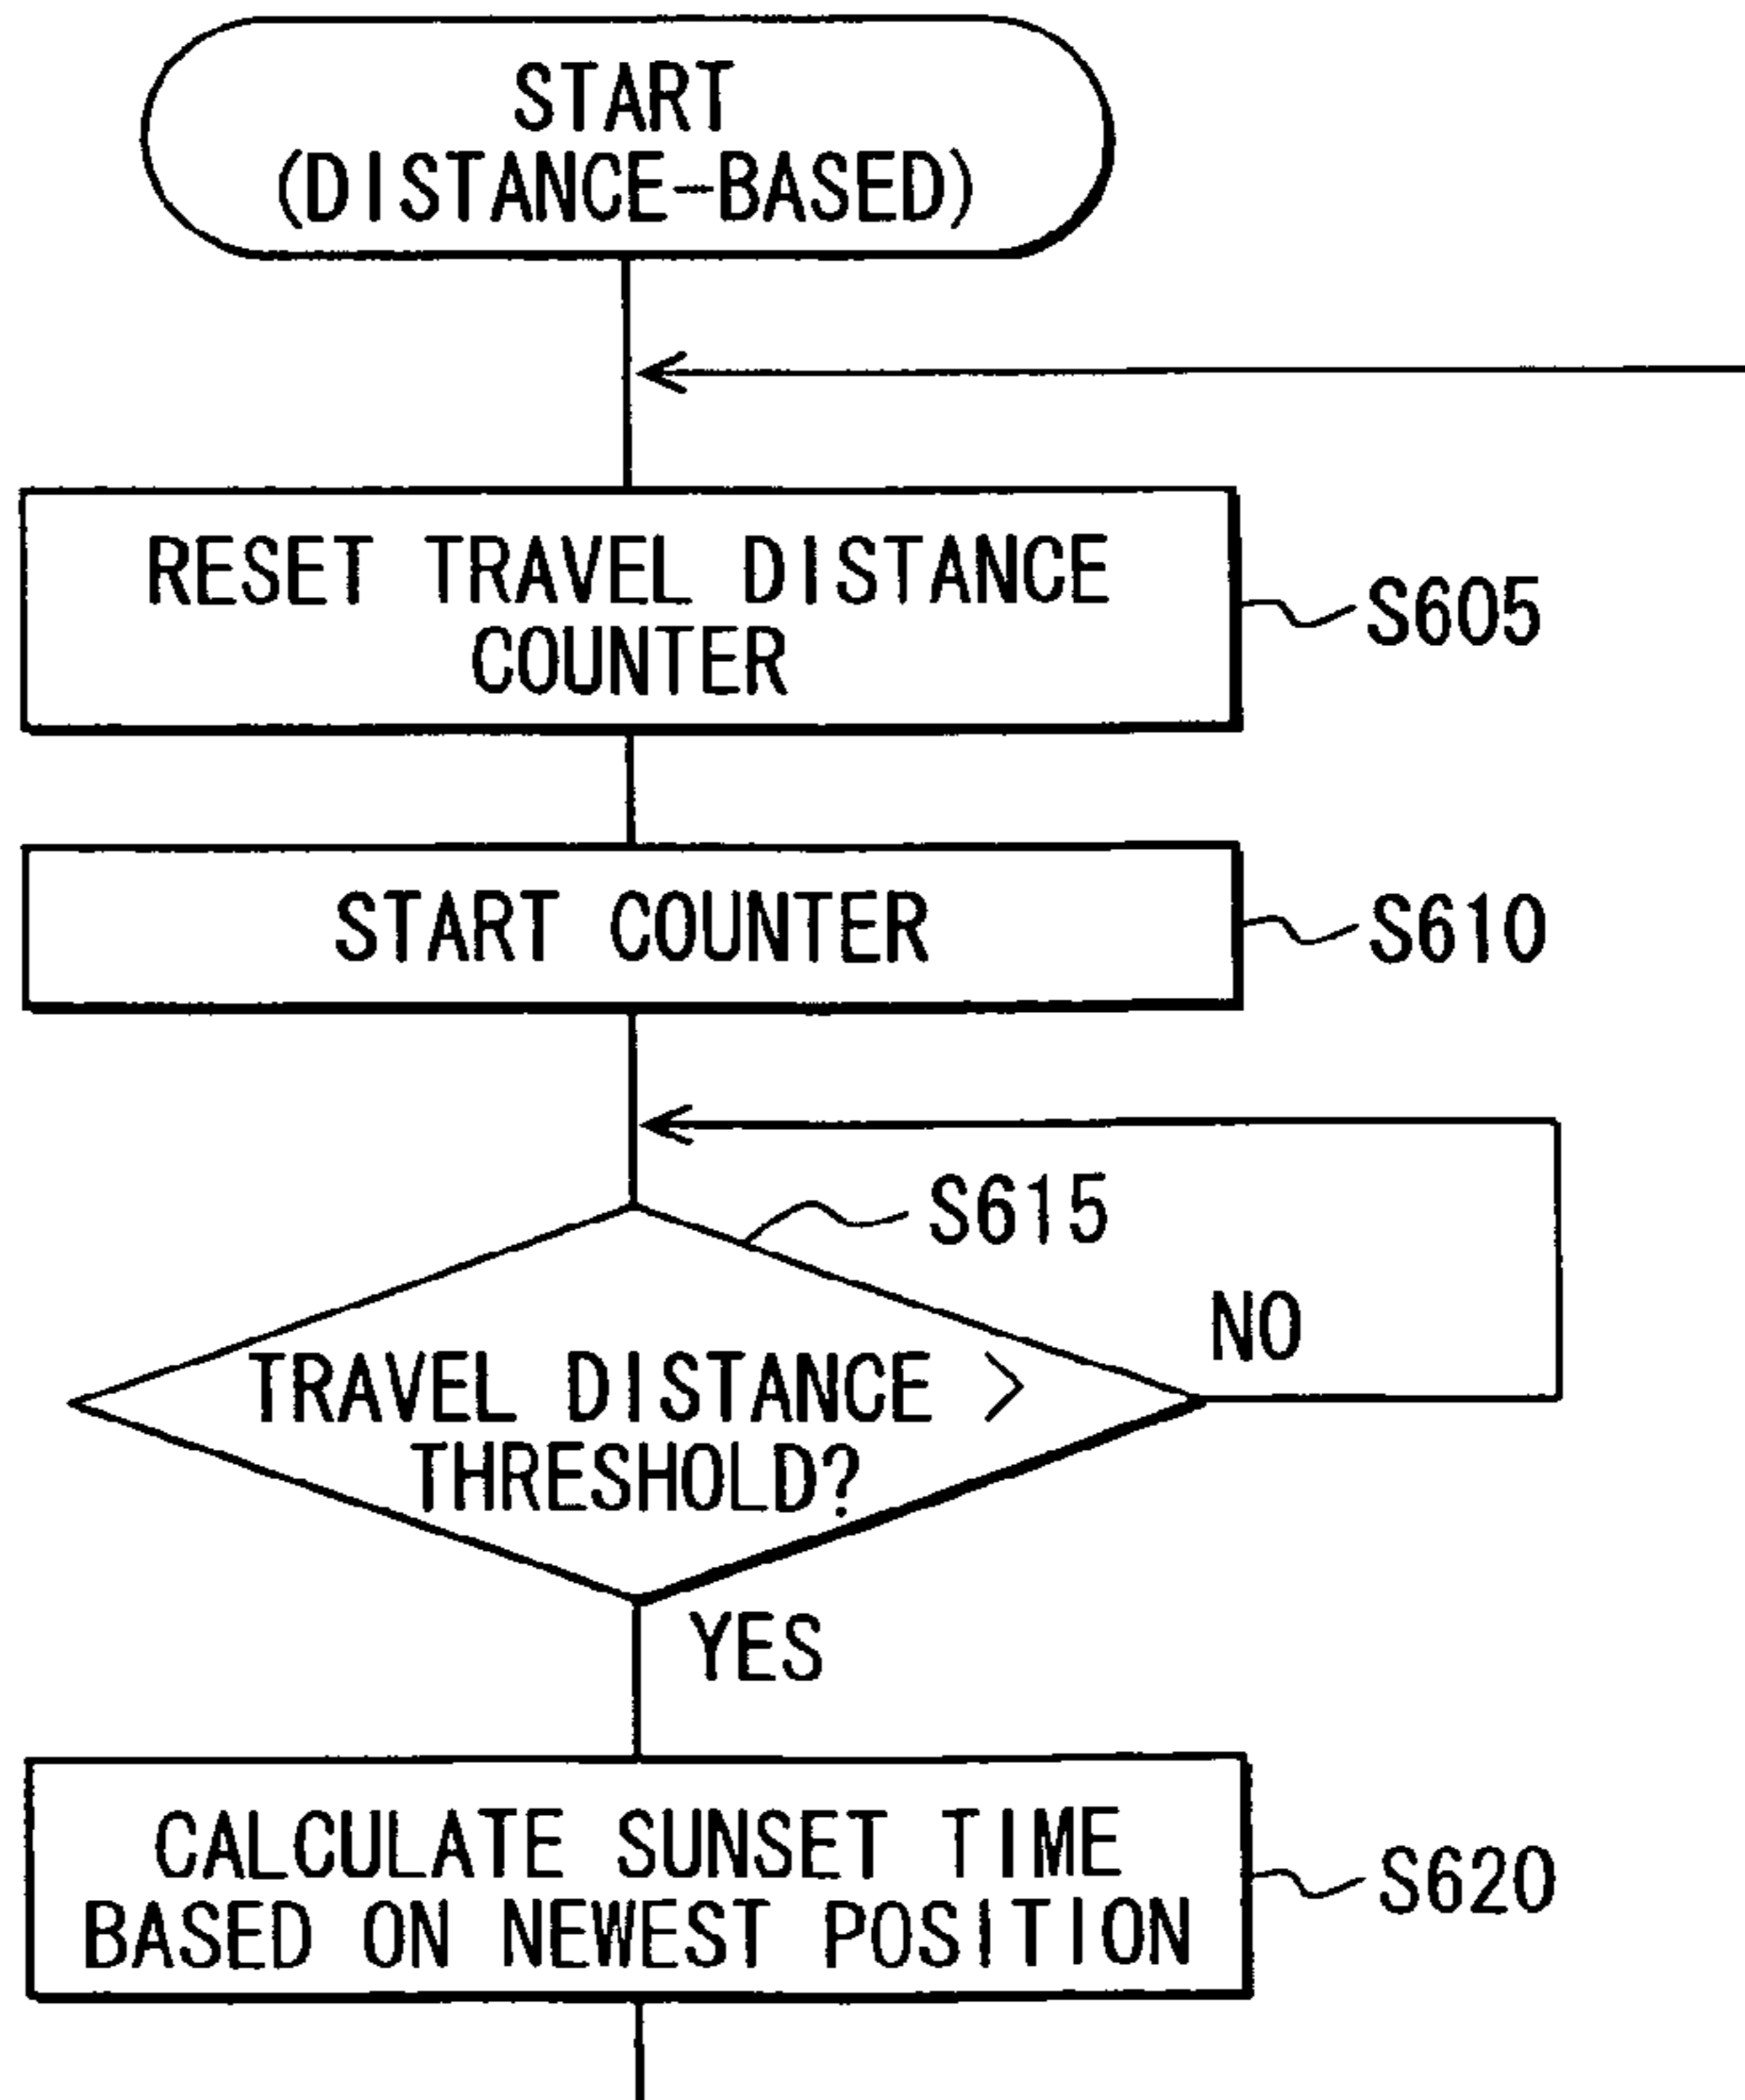 START
(DISTANCE-BASED)
RESET TRAVEL DISTANCE
COUNTER
S605
START COUNTER
S610
S615
TRAVEL DISTANCE >
THRESHOLD?
NO
YES
CALCULATE SUNSET TIME
BASED ON NEWEST POSITION
S620